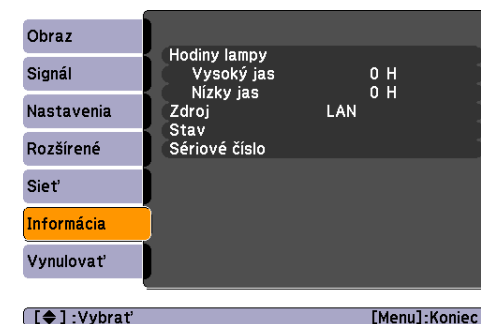 Obraz
Signál
Nastavenia
Rozšírené
Sieť
Informácia
Vynulovať
Hodiny lampy
Vysoký jas 0 H
Nízky jas 0 H
Zdroj LAN
Stav
Sériové číslo
[◆] :Vybrať [Menu]:Koniec